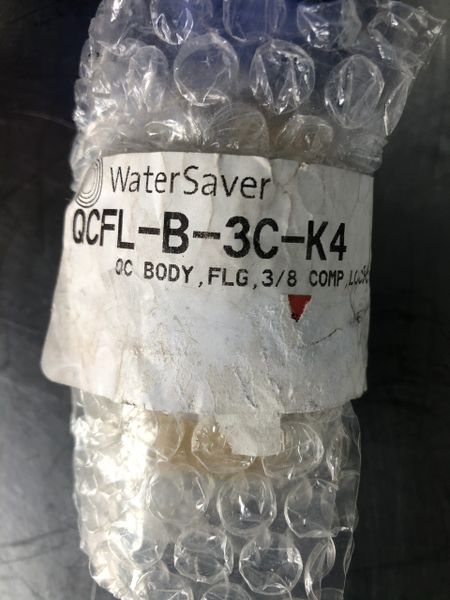 WaterSaver
QCFL-B-3C-K4
QC BODY,FLG,3/8 COMP,